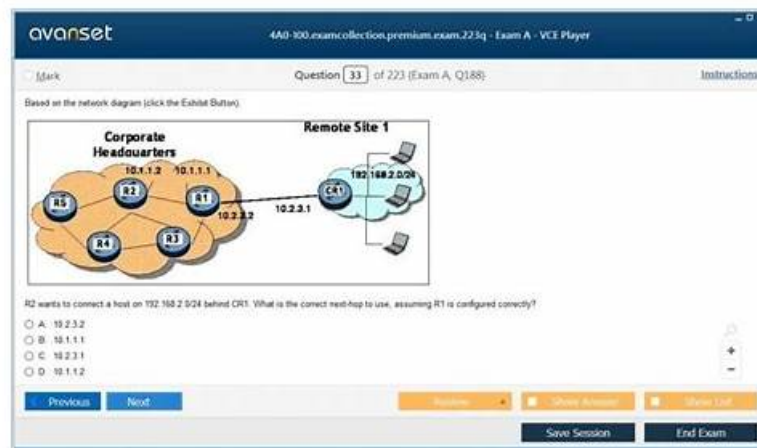 avanset
4A0-100.examcollection.premium.exam.223q - Exam A - VCE Player
Mark
Question 33 of 223 (Exam A, Q188)
Instructions
Based on the network diagram (click the Exhibit Button).
Corporate
Headquarters
Remote Site 1
10.1.1.2 10.1.1.1
192.168.2.0/24
R5
R2
R1
CR1
10.2.3.2
10.2.3.1
R4
R3
R2 wants to connect a host on 192.168.2.0/24 behind CR1. What is the correct next-hop to use, assuming R1 is configured correctly?
A. 10.2.3.2
B. 10.1.1.1
C. 10.2.3.1
D. 10.1.1.2
Previous
Next
Review
Show Answer
Show List
Save Session
End Exam